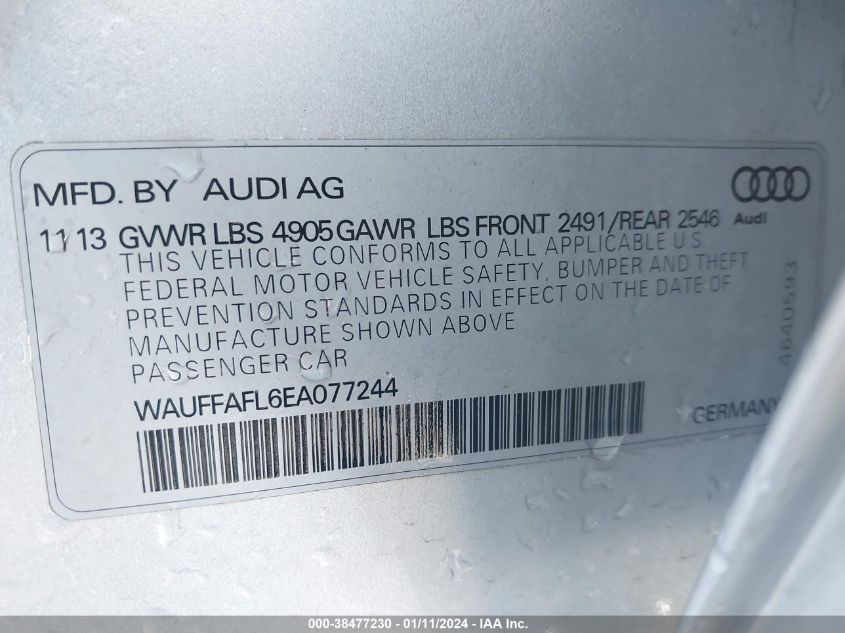 MFD. BY AUDI AG
Audi
11/13 GVWR LBS 4905 GAWR LBS FRONT 2491/REAR 2546
THIS VEHICLE CONFORMS TO ALL APPLICABLE U.S.
FEDERAL MOTOR VEHICLE SAFETY, BUMPER AND THEFT
PREVENTION STANDARDS IN EFFECT ON THE DATE OF
MANUFACTURE SHOWN ABOVE
PASSENGER CAR
WAUFFAFL6EA077244
GERMANY
4640593
000-38477230 - 01/11/2024 - IAA Inc.